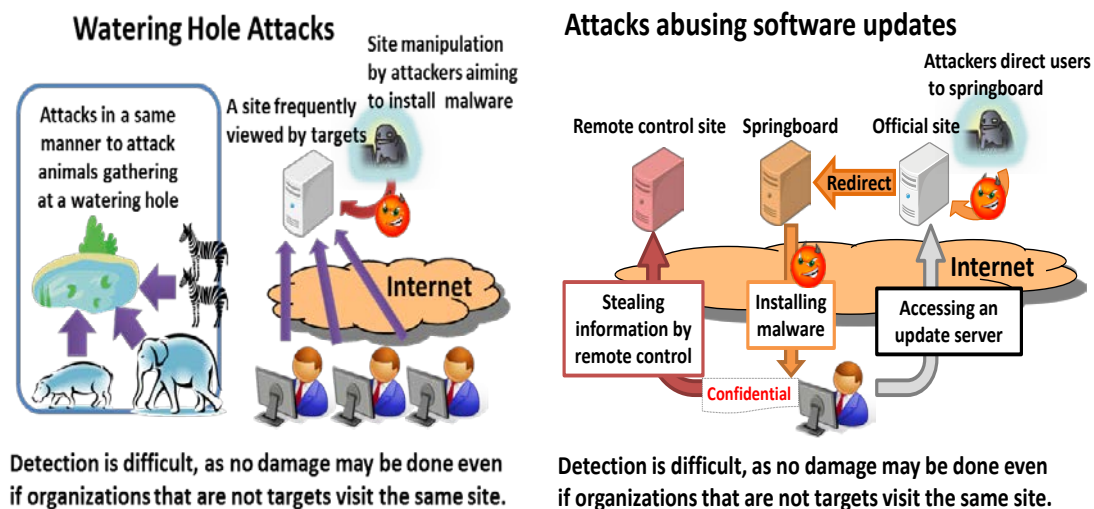 Watering Hole Attacks
Site manipulation
by attackers aiming
to install malware
A site frequently
viewed by targets
Attacks in a same
manner to attack
animals gathering
at a watering hole
Internet
Detection is difficult, as no damage may be done even
if organizations that are not targets visit the same site.
Attacks abusing software updates
Attackers direct users
to springboard
Remote control site
Springboard
Official site
Redirect
Internet
Stealing
information by
remote control
Installing
malware
Accessing an
update server
Confidential
Detection is difficult, as no damage may be done even
if organizations that are not targets visit the same site.